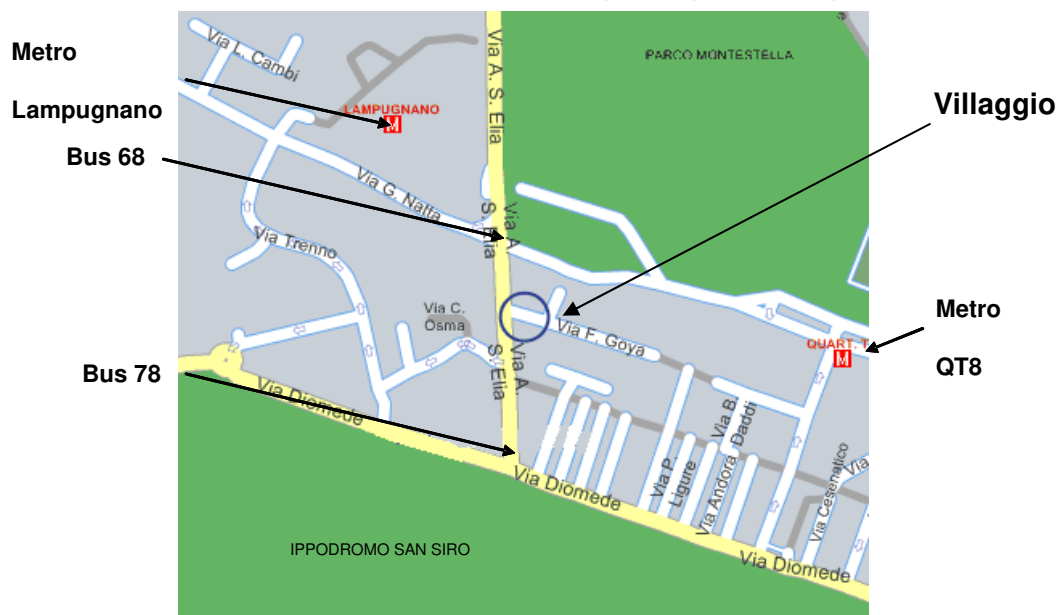 Metro
Lampugnano
Bus 68
Bus 78
Villaggio
Metro
QT8
Via L. Cambi
LAMPUGNANO
M
Via A. S. Elia
PARCO MONTESTELLA
Via G. Natta
Via A.
S. Elia
Via Trenno
Via C.
Osma
Via F. Goya
QUART. T
M
Via A.
S. Elia
Via Diomede
Via Diomede
Via P.
Ligure
Via B.
Daddi
Via Andora
Via Cesenatico
Via
Via Diomede
IPPODROMO SAN SIRO